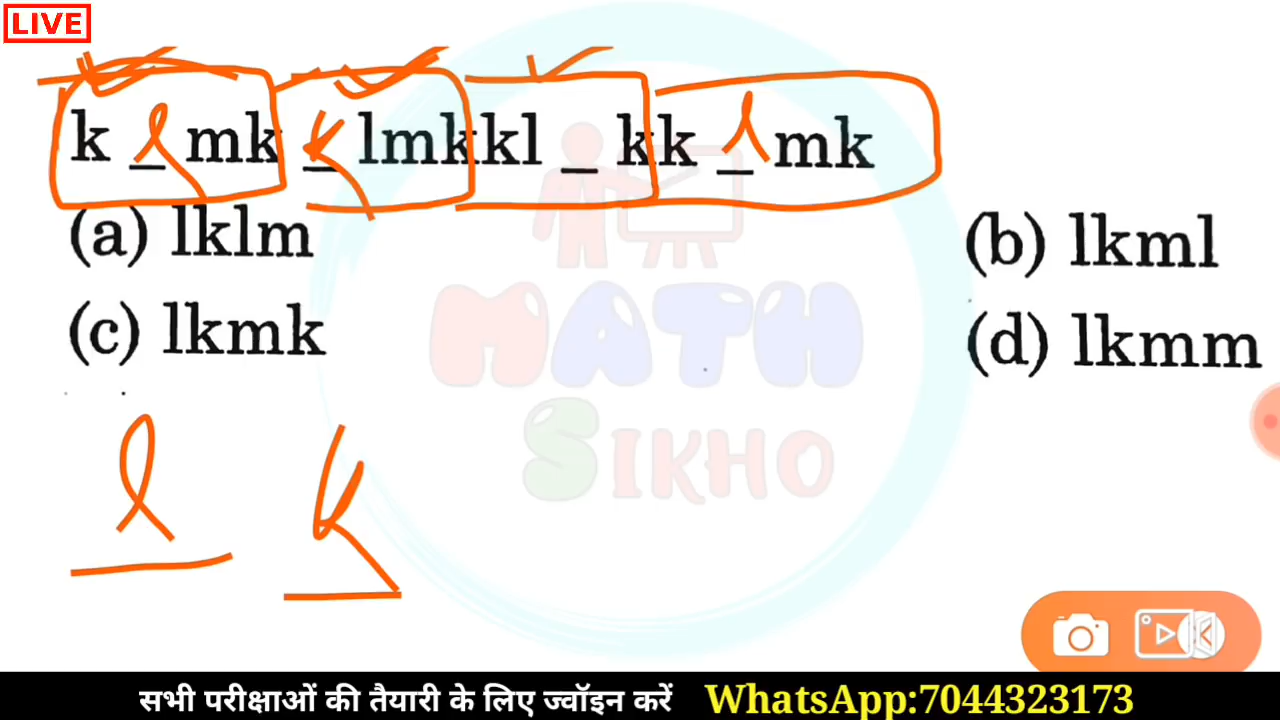 LIVE
k _ mk _ lmkkl _ kk _ mk
l k l
(a) lklm (b) lkml
(c) lkmk (d) lkmm
MATH
SIKHO
l k
सभी परीक्षाओं की तैयारी के लिए ज्वॉइन करें WhatsApp:7044323173